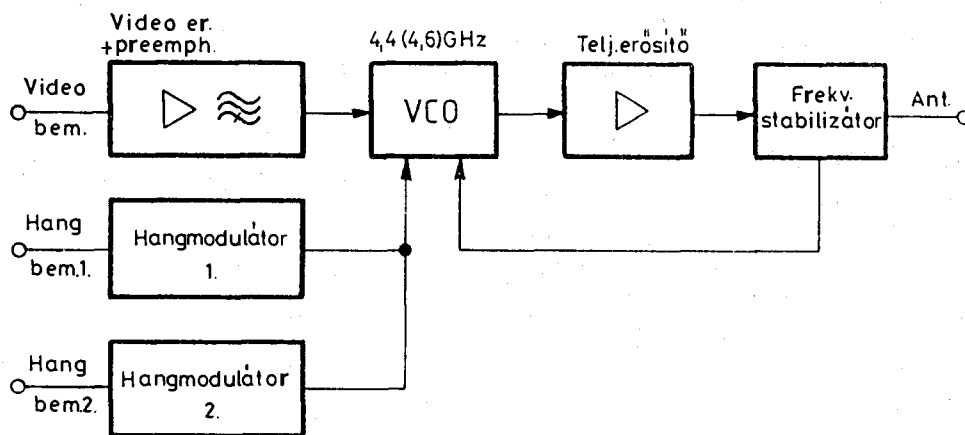 Video er.
+preemph.
4,4(4,6)GHz
Telj.erősítő
Video
bem.
VCO
Frekv.
stabilizátor
Ant.
Hang
bem.1.
Hangmodulátor
1.
Hang
bem.2.
Hangmodulátor
2.